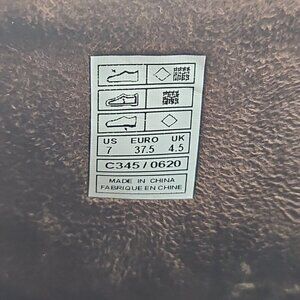 US EURO UK
7 37.5 4.5
C345 / 0620
MADE IN CHINA
FABRIQUE EN CHINE